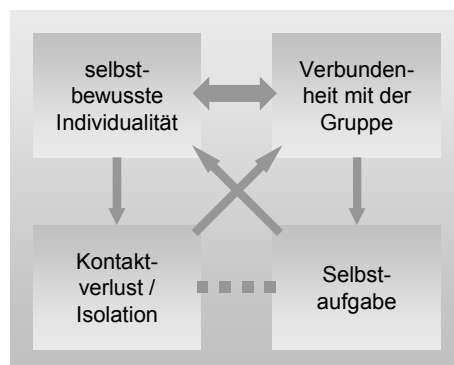 selbst-
bewusste
Individualität
Verbunden-
heit mit der
Gruppe
Kontakt-
verlust /
Isolation
Selbst-
aufgabe